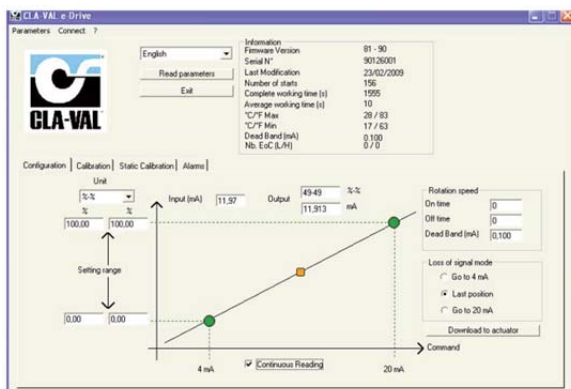 CLA-VAL e-Drive
Parameters Connect ?
English
Read parameters
Exit
CLA-VAL
Information
Firmware Version 81 - 90
Serial N° 90126001
Last Modification 23/02/2009
Number of starts 156
Complete working time (s) 1555
Average working time (s) 10
°C/°F Max 28 / 83
°C/°F Min 17 / 63
Dead Band (mA) 0.100
Nb. EoC (L/H) 0 / 0
Configuration Calibration Static Calibration Alarms
Unit
%-%
% %
100,00 100,00
Setting range
0,00 0,00
Input (mA) 11,97 Output 49-49 %-%
11,913 mA
4 mA
20 mA
Command
Continuous Reading
Rotation speed
On time 0
Off time 0
Dead Band (mA) 0,100
Loss of signal mode
Go to 4 mA
Last position
Go to 20 mA
Download to actuator